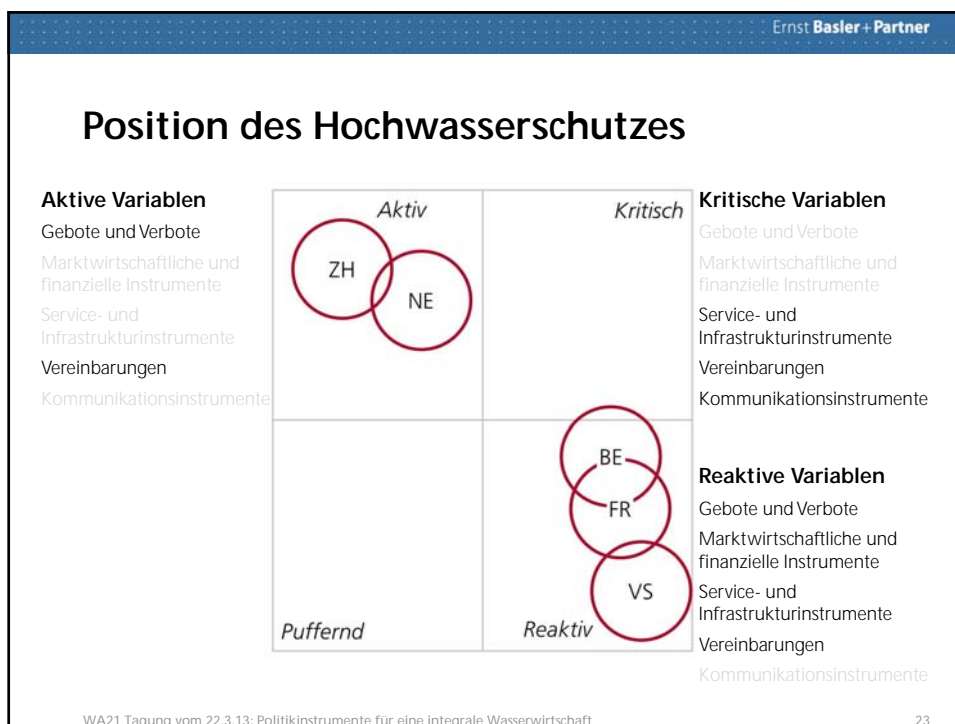 Ernst Basler + Partner
Position des Hochwasserschutzes
Aktive Variablen
Gebote und Verbote
Marktwirtschaftliche und
finanzielle Instrumente
Service- und
Infrastrukturinstrumente
Vereinbarungen
Kommunikationsinstrumente
Aktiv
Kritisch
ZH
NE
BE
FR
VS
Puffernd
Reaktiv
Kritische Variablen
Gebote und Verbote
Marktwirtschaftliche und
finanzielle Instrumente
Service- und
Infrastrukturinstrumente
Vereinbarungen
Kommunikationsinstrumente
Reaktive Variablen
Gebote und Verbote
Marktwirtschaftliche und
finanzielle Instrumente
Service- und
Infrastrukturinstrumente
Vereinbarungen
Kommunikationsinstrumente
WA21 Tagung vom 22.3.13: Politikinstrumente für eine integrale Wasserwirtschaft
23